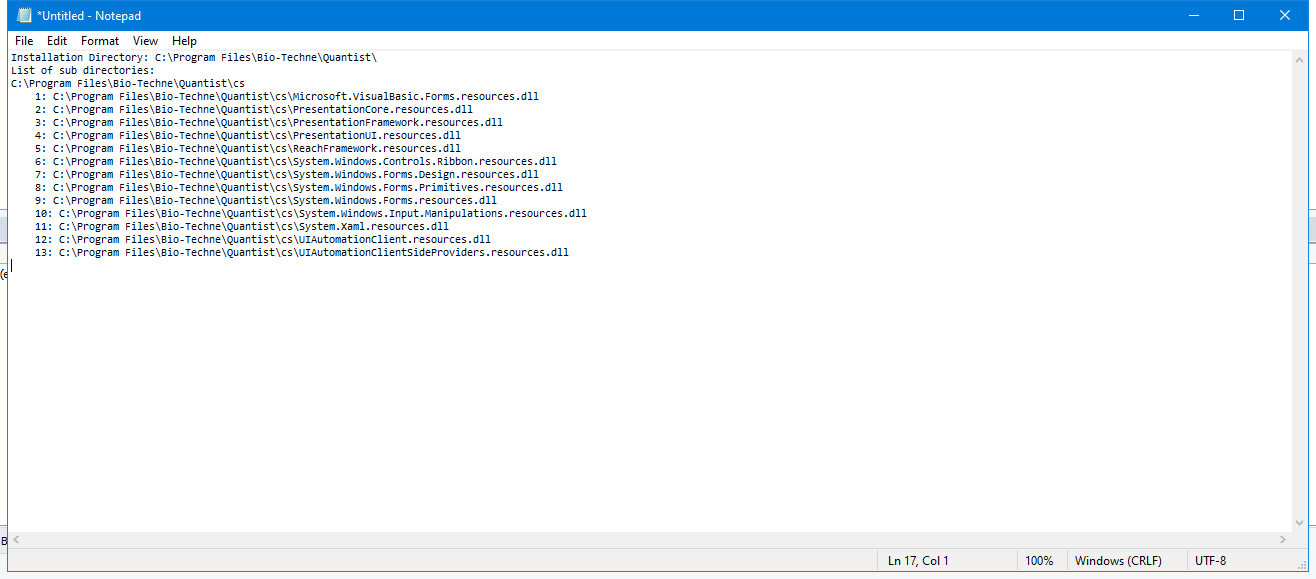 *Untitled - Notepad
File Edit Format View Help
Installation Directory: C:\Program Files\Bio-Techne\Quantist\
List of sub directories:
C:\Program Files\Bio-Techne\Quantist\cs
1: C:\Program Files\Bio-Techne\Quantist\cs\Microsoft.VisualBasic.Forms.resources.dll
2: C:\Program Files\Bio-Techne\Quantist\cs\PresentationCore.resources.dll
3: C:\Program Files\Bio-Techne\Quantist\cs\PresentationFramework.resources.dll
4: C:\Program Files\Bio-Techne\Quantist\cs\PresentationUI.resources.dll
5: C:\Program Files\Bio-Techne\Quantist\cs\ReachFramework.resources.dll
6: C:\Program Files\Bio-Techne\Quantist\cs\System.Windows.Controls.Ribbon.resources.dll
7: C:\Program Files\Bio-Techne\Quantist\cs\System.Windows.Forms.Design.resources.dll
8: C:\Program Files\Bio-Techne\Quantist\cs\System.Windows.Forms.Primitives.resources.dll
9: C:\Program Files\Bio-Techne\Quantist\cs\System.Windows.Forms.resources.dll
10: C:\Program Files\Bio-Techne\Quantist\cs\System.Windows.Input.Manipulations.resources.dll
11: C:\Program Files\Bio-Techne\Quantist\cs\System.Xaml.resources.dll
12: C:\Program Files\Bio-Techne\Quantist\cs\UIAutomationClient.resources.dll
13: C:\Program Files\Bio-Techne\Quantist\cs\UIAutomationClientSideProviders.resources.dll
Ln 17, Col 1 100% Windows (CRLF) UTF-8